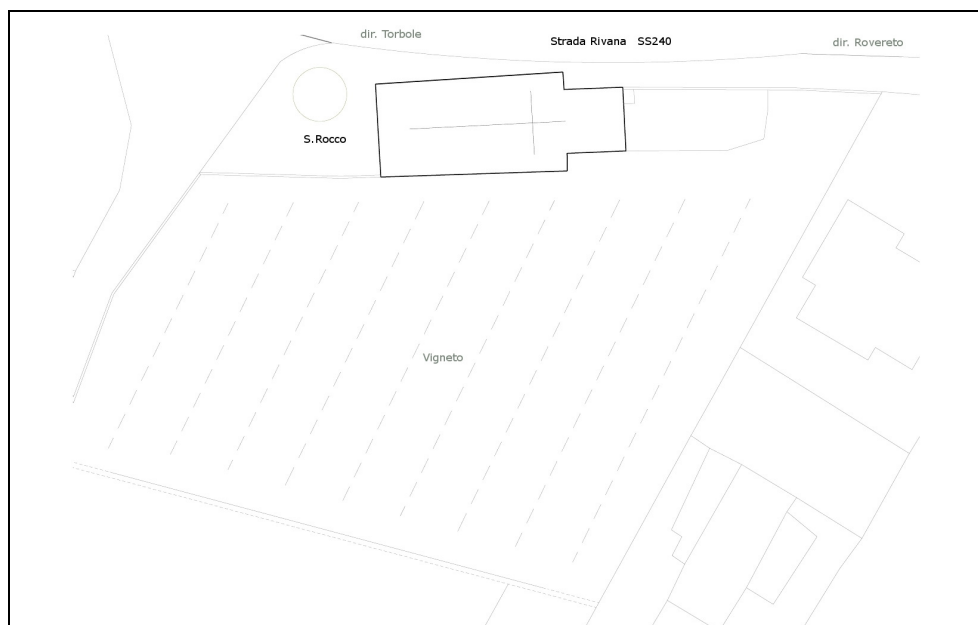 dir. Torbole
Strada Rivana SS240
dir. Rovereto
S.Rocco
Vigneto